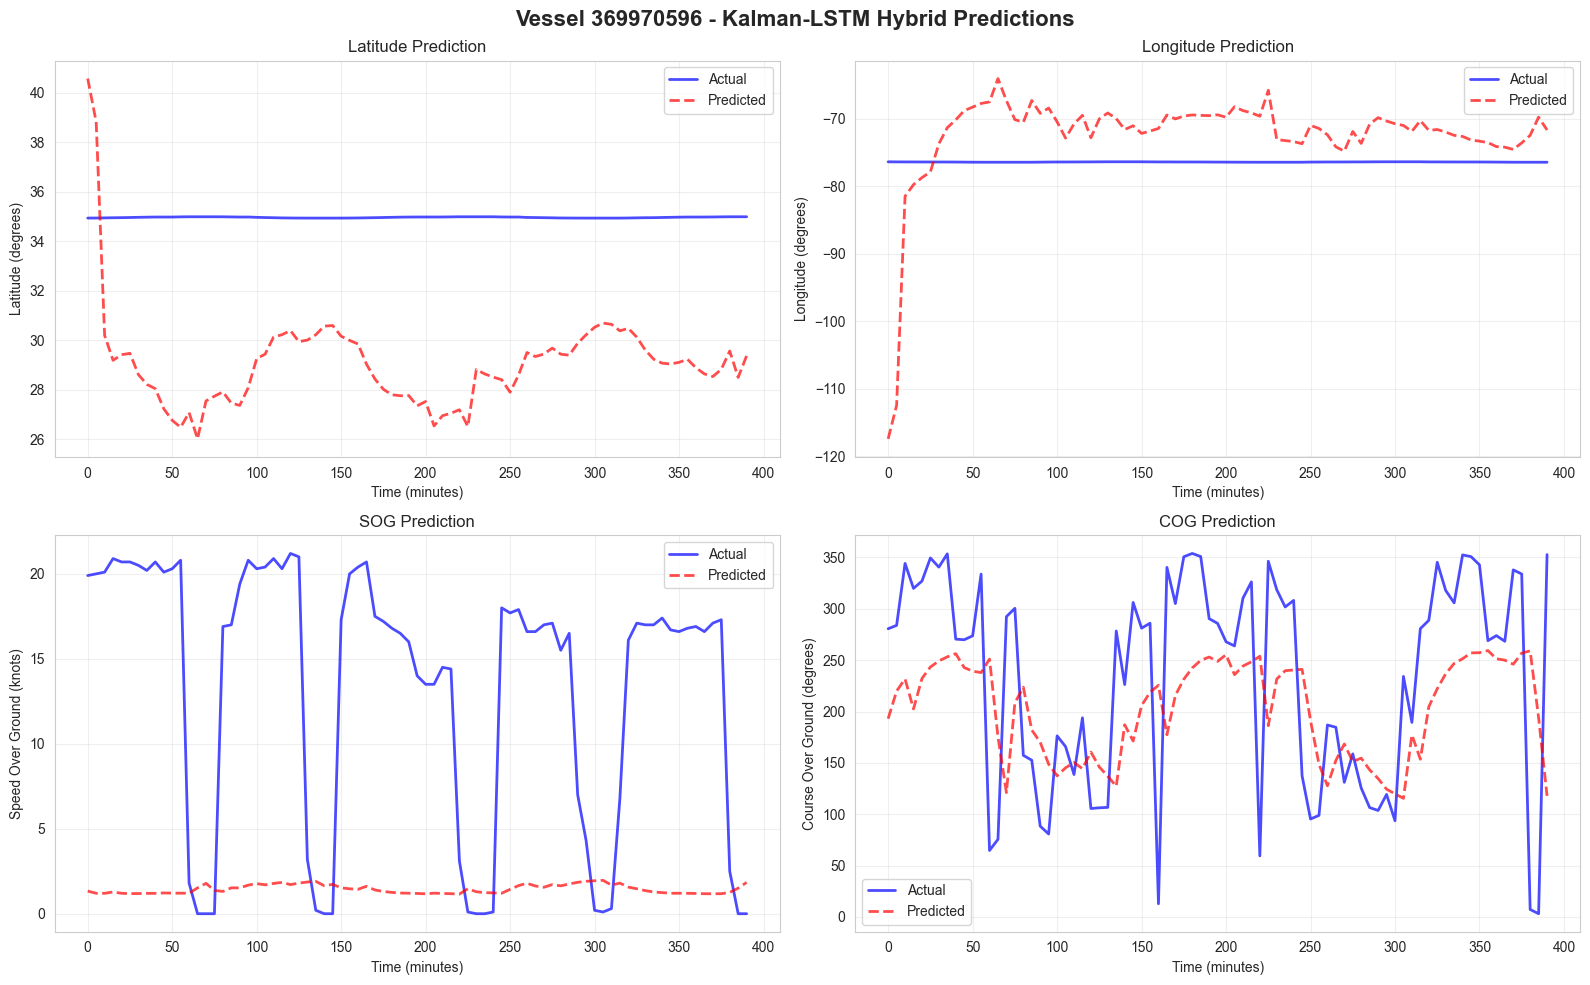 Vessel 369970596 - Kalman-LSTM Hybrid Predictions
Latitude Prediction
Latitude (degrees)
40
38
36
34
32
30
28
26
0 50 100 150 200 250 300 350 400
Time (minutes)
Actual
Predicted
Longitude Prediction
Longitude (degrees)
−70
−80
−90
−100
−110
−120
0 50 100 150 200 250 300 350 400
Time (minutes)
Actual
Predicted
SOG Prediction
Speed Over Ground (knots)
20
15
10
5
0
0 50 100 150 200 250 300 350 400
Time (minutes)
Actual
Predicted
COG Prediction
Course Over Ground (degrees)
350
300
250
200
150
100
50
0
0 50 100 150 200 250 300 350 400
Time (minutes)
Actual
Predicted